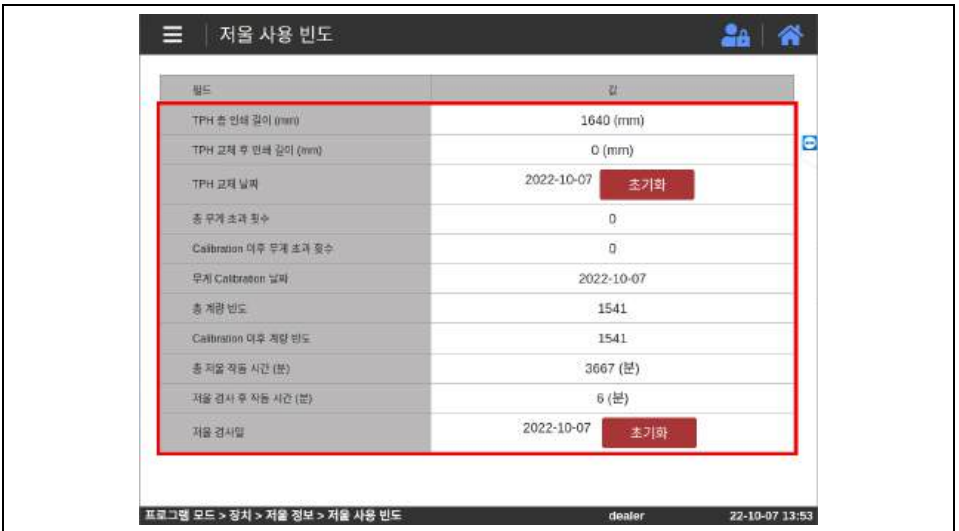 저울 사용 빈도
필드 값
TPH 총 인쇄 길이 (mm) 1640 (mm)
TPH 교체 후 인쇄 길이 (mm) 0 (mm)
TPH 교체 날짜 2022-10-07 초기화
총 무게 초과 횟수 0
Calibration 이후 무게 초과 횟수 0
무게 Calibration 날짜 2022-10-07
총 계량 빈도 1541
Calibration 이후 계량 빈도 1541
총 저울 작동 시간 (분) 3667 (분)
저울 검사 후 작동 시간 (분) 6 (분)
저울 검사일 2022-10-07 초기화
프로그램 모드 > 장치 > 저울 정보 > 저울 사용 빈도 dealer 22-10-07 13:53